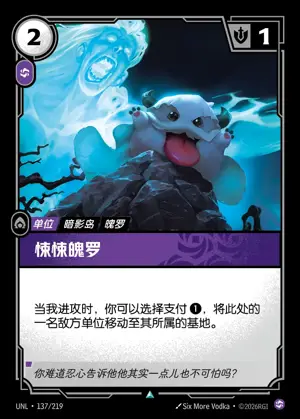 2
1
单位 暗影岛 魄罗
悚悚魄罗
当我进攻时，你可以选择支付❶，将此处的
一名敌方单位移动至其所属的基地。
你难道忍心告诉他他其实一点儿也不可怕吗？
UNL • 137/219 Six More Vodka • ©2026RGI